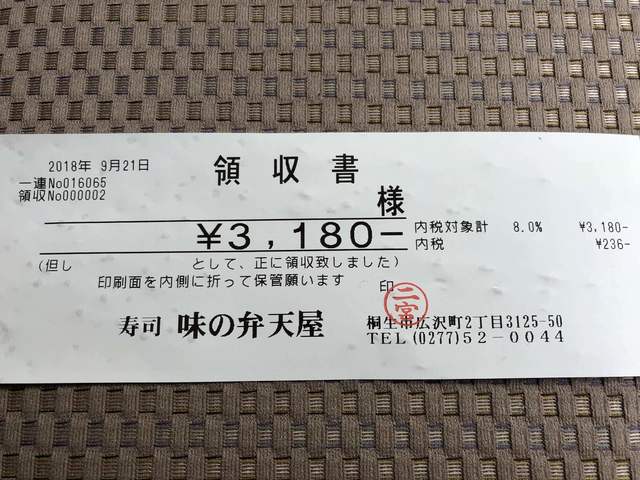 2018年 9月21日
領収書
一連No016065
領収No000002
様
¥3,180-
内税対象計 8.0% ¥3,180-
内税 ¥236-
(但し として、正に領収致しました)
印刷面を内側に折って保管願います 印
二宮
寿司 味の弁天屋
桐生市広沢町2丁目3125-50
TEL(0277)52-0044